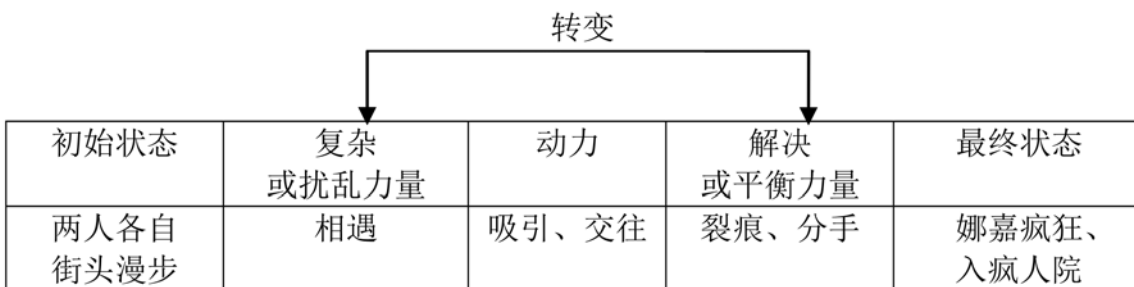 转变
初始状态 复杂 动力 解决 最终状态
或扰乱力量 或平衡力量
两人各自 相遇 吸引、交往 裂痕、分手 娜嘉疯狂、
街头漫步 入疯人院